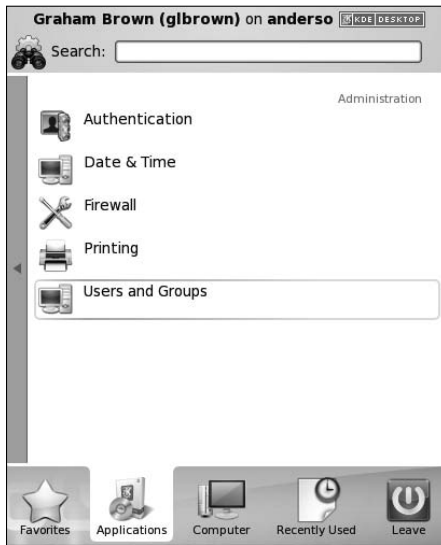 Graham Brown (glbrown) on anderso KDE DESKTOP
Search:
Administration
Authentication
Date & Time
Firewall
Printing
Users and Groups
Favorites Applications Computer Recently Used Leave